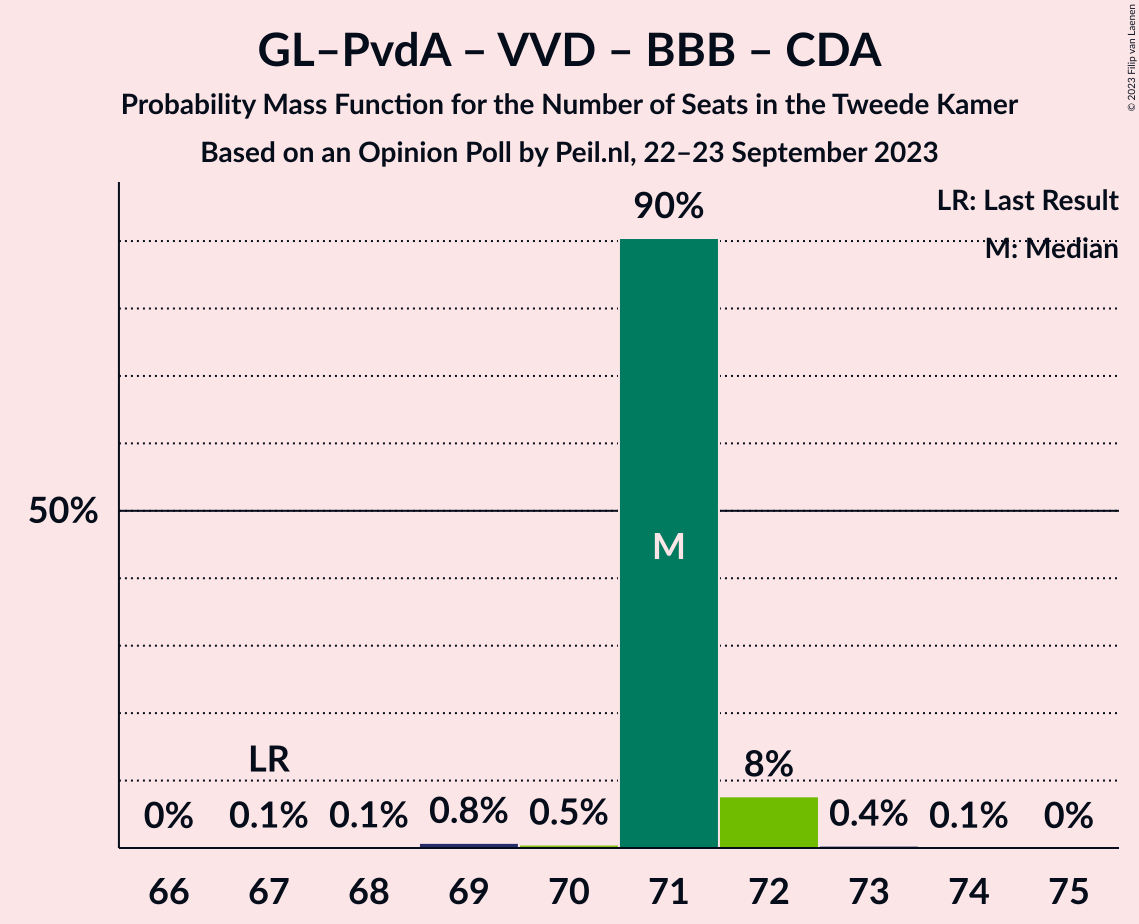 GL–PvdA – VVD – BBB – CDA
Probability Mass Function for the Number of Seats in the Tweede Kamer
Based on an Opinion Poll by Peil.nl, 22–23 September 2023
© 2023 Filip van Laenen
LR: Last Result
M: Median
90%
50%
M
LR
8%
0% 0.1% 0.1% 0.8% 0.5% 0.4% 0.1% 0%
66 67 68 69 70 71 72 73 74 75